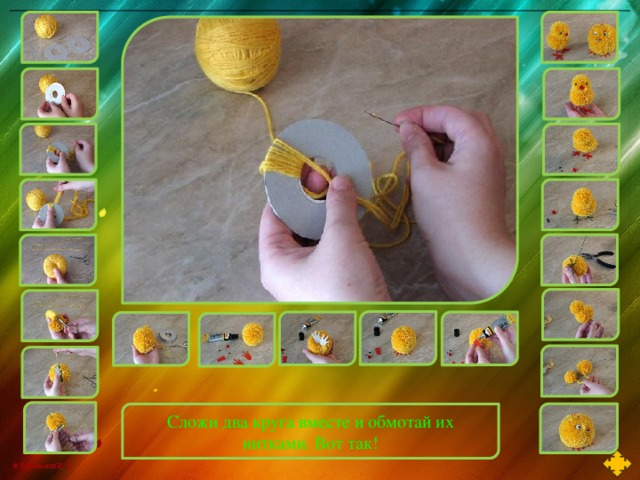 Сложи два круга вместе и обмотай их
нитками. Вот так!